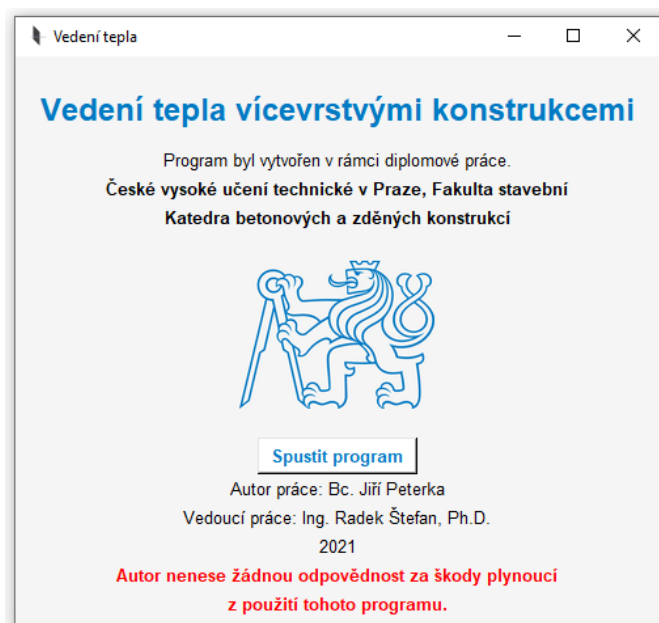 Vedení tepla
Vedení tepla vícevrstvými konstrukcemi
Program byl vytvořen v rámci diplomové práce.
České vysoké učení technické v Praze, Fakulta stavební
Katedra betonových a zděných konstrukcí
Spustit program
Autor práce: Bc. Jiří Peterka
Vedoucí práce: Ing. Radek Štefan, Ph.D.
2021
Autor nenese žádnou odpovědnost za škody plynoucí
z použití tohoto programu.